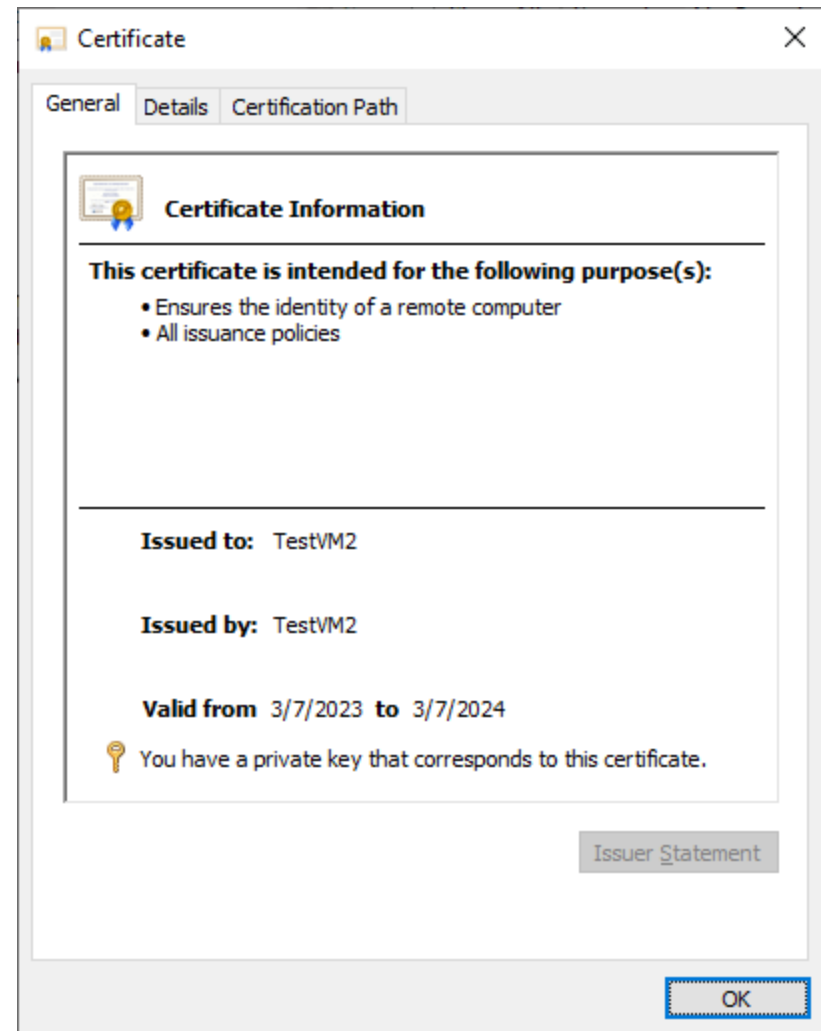 Certificate
General Details Certification Path
Certificate Information
This certificate is intended for the following purpose(s):
• Ensures the identity of a remote computer
• All issuance policies
Issued to: TestVM2
Issued by: TestVM2
Valid from 3/7/2023 to 3/7/2024
You have a private key that corresponds to this certificate.
Issuer Statement
OK